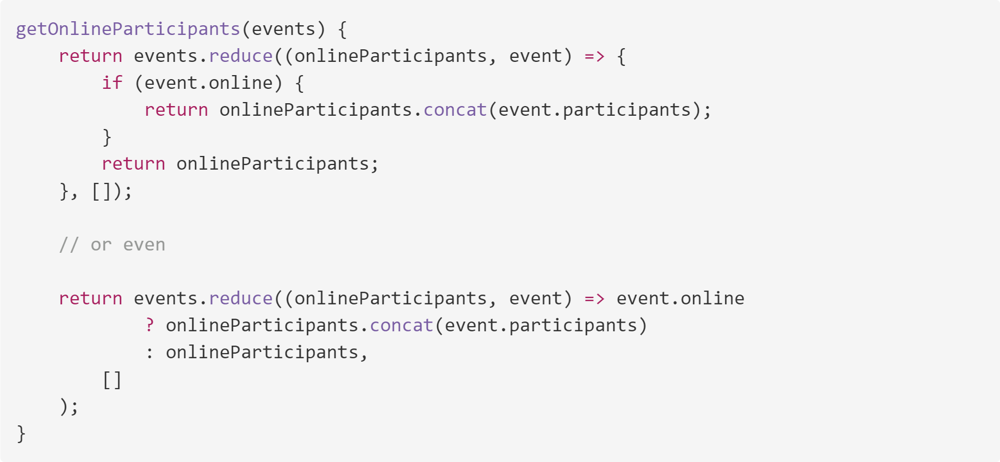 getOnlineParticipants(events) {
    return events.reduce((onlineParticipants, event) => {
        if (event.online) {
            return onlineParticipants.concat(event.participants);
        }
        return onlineParticipants;
    }, []);

    // or even

    return events.reduce((onlineParticipants, event) => event.online
            ? onlineParticipants.concat(event.participants)
            : onlineParticipants,
        []
    );
}